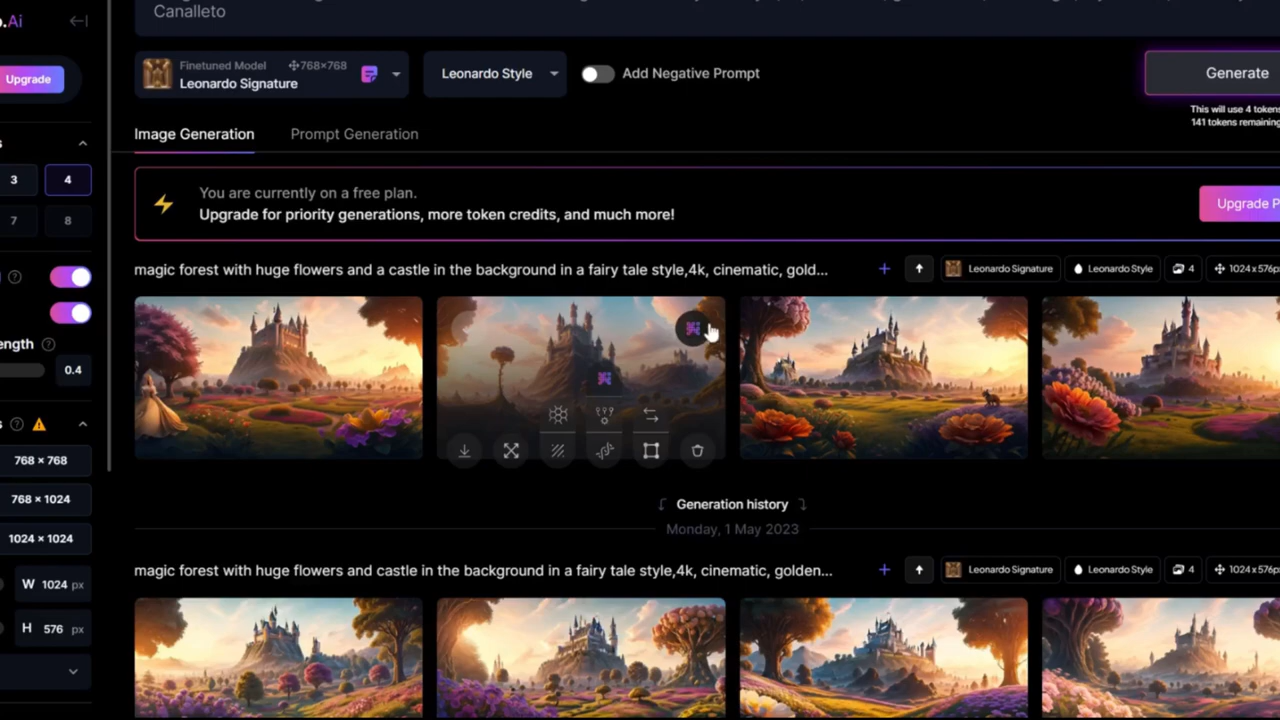 .Ai
Canalleto
Upgrade
Finetuned Model 768×768
Leonardo Signature
Leonardo Style
Add Negative Prompt
Generate
This will use 4 tokens
141 tokens remaining
Image Generation
Prompt Generation
3
4
7
8
You are currently on a free plan.
Upgrade for priority generations, more token credits, and much more!
Upgrade P
magic forest with huge flowers and a castle in the background in a fairy tale style,4k, cinematic, gold...
Leonardo Signature
Leonardo Style
4
1024x576px
ength
0.4
768 × 768
768 × 1024
1024 × 1024
W 1024 px
H 576 px
Generation history
Monday, 1 May 2023
magic forest with huge flowers and castle in the background in a fairy tale style,4k, cinematic, golden...
Leonardo Signature
Leonardo Style
4
1024x576px